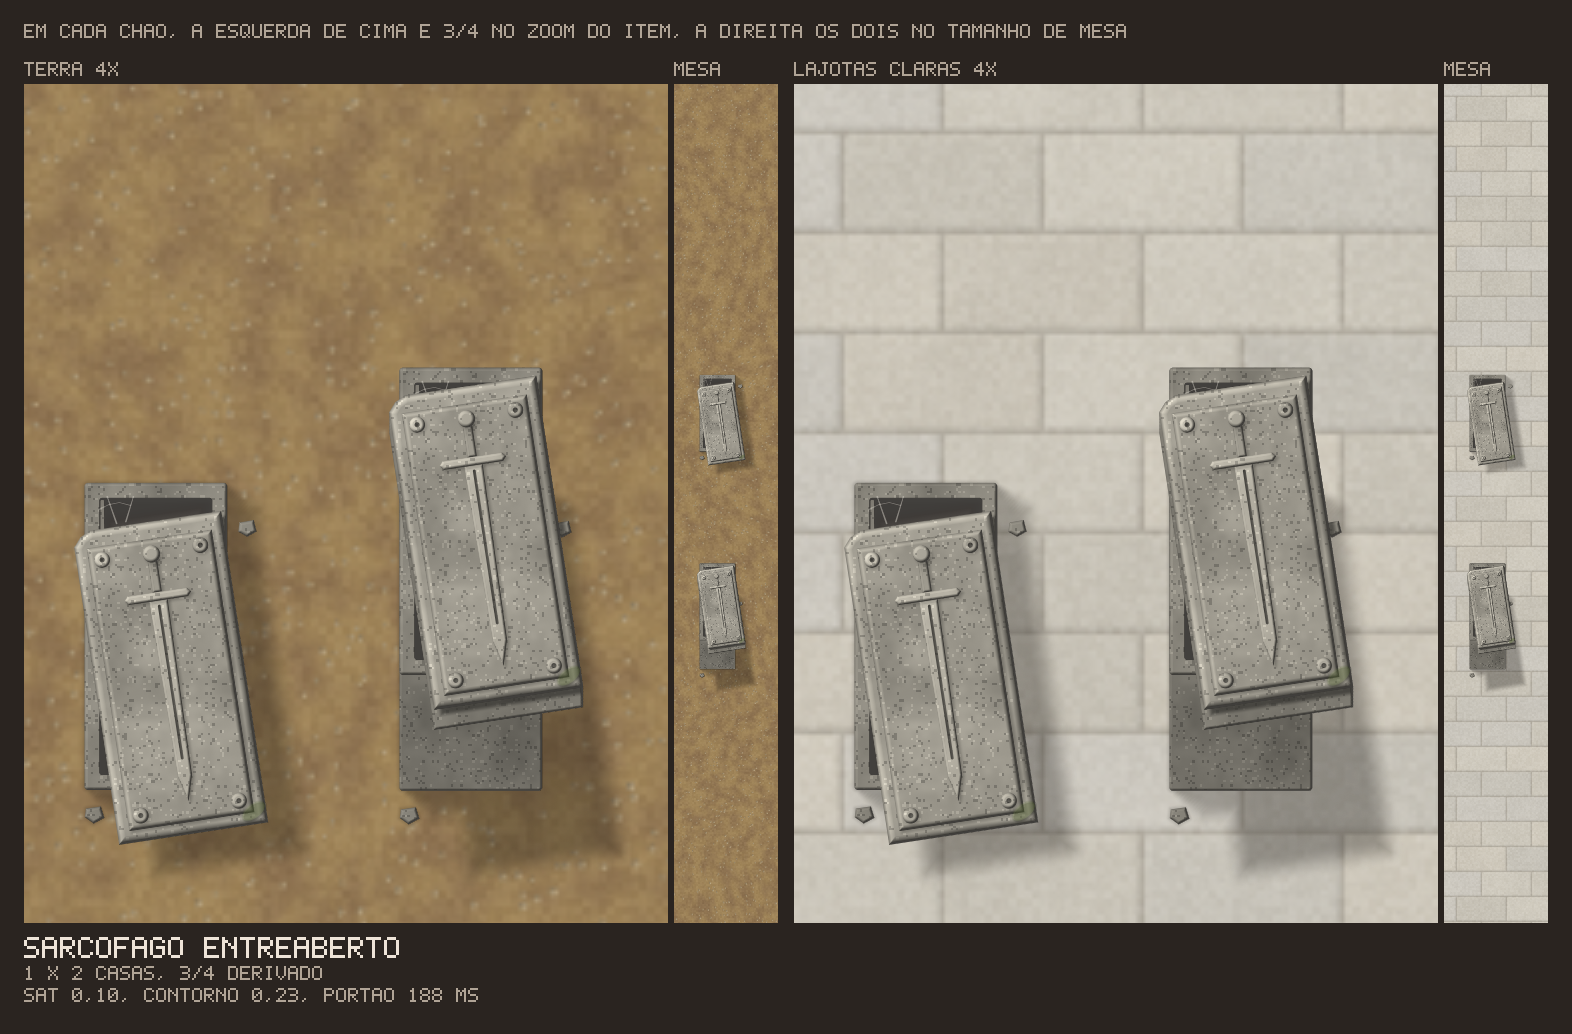 EM CADA CHAO, A ESQUERDA DE CIMA E 3/4 NO ZOOM DO ITEM, A DIREITA OS DOIS NO TAMANHO DE MESA
TERRA 4X
MESA
LAJOTAS CLARAS 4X
MESA
SARCOFAGO ENTREABERTO
1 X 2 CASAS, 3/4 DERIVADO
SAT 0,10, CONTORNO 0,23, PORTAO 188 MS